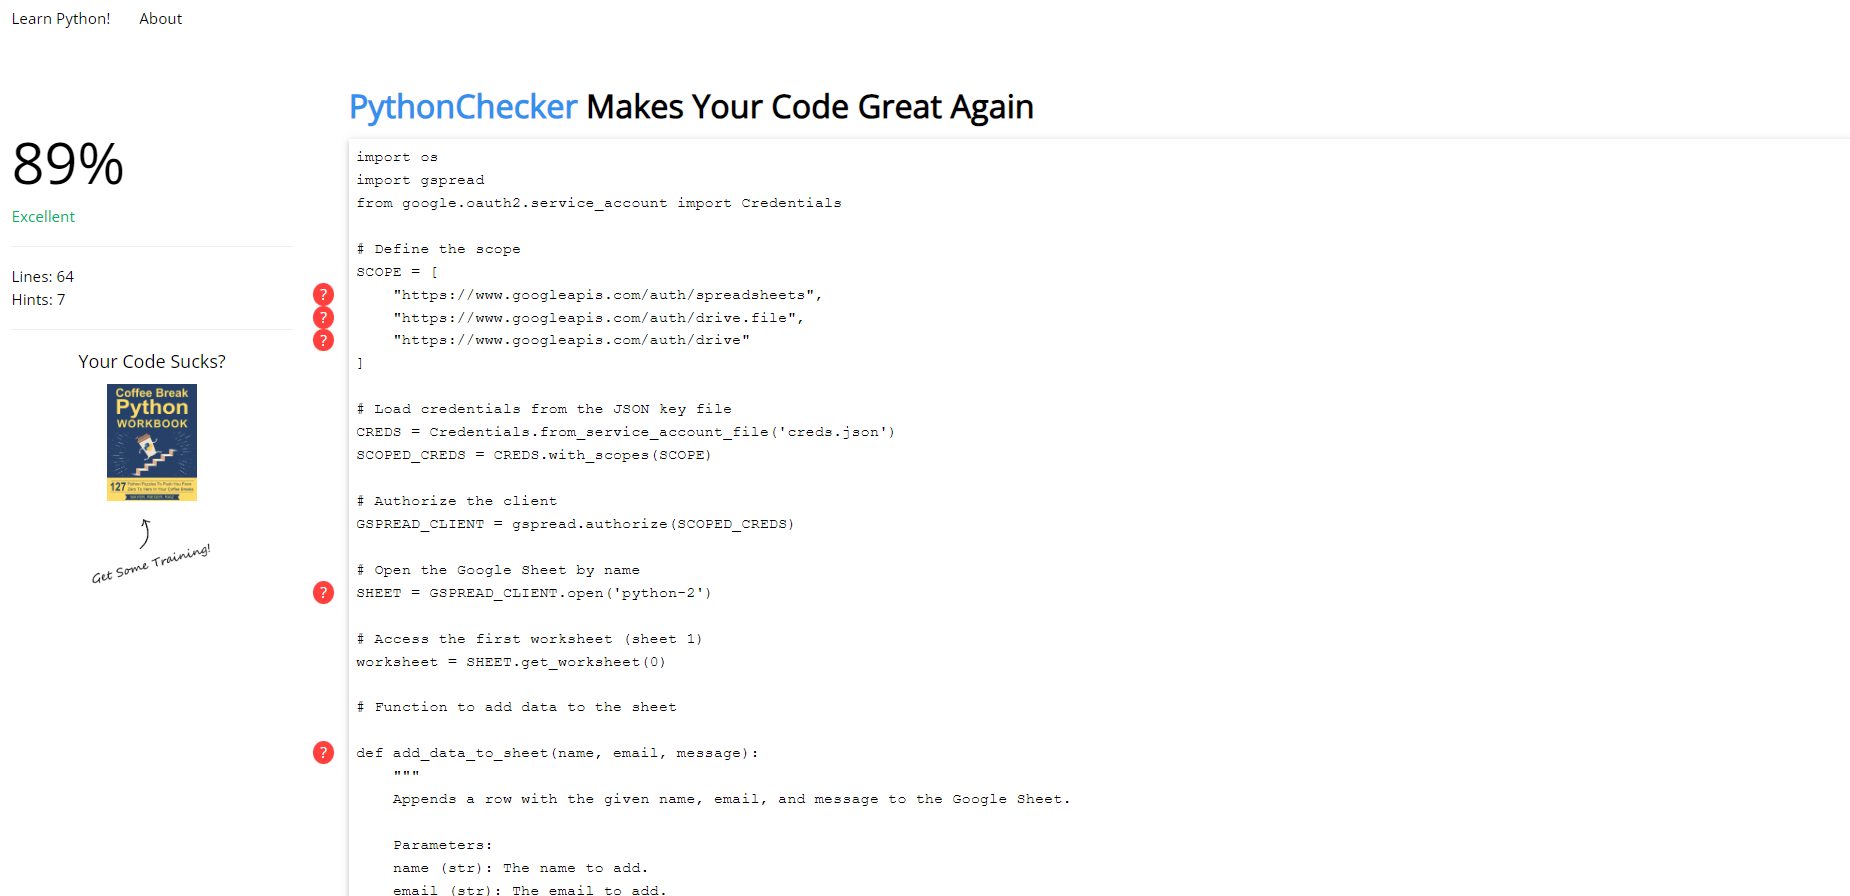 Learn Python! About
PythonChecker Makes Your Code Great Again
89%
Excellent
Lines: 64
Hints: 7
Your Code Sucks?
Coffee Break
Python
WORKBOOK
127
Get Some Training!
import os
import gspread
from google.oauth2.service_account import Credentials
# Define the scope
SCOPE = [
? "https://www.googleapis.com/auth/spreadsheets",
? "https://www.googleapis.com/auth/drive.file",
? "https://www.googleapis.com/auth/drive"
]
# Load credentials from the JSON key file
CREDS = Credentials.from_service_account_file('creds.json')
SCOPED_CREDS = CREDS.with_scopes(SCOPE)
# Authorize the client
GSPREAD_CLIENT = gspread.authorize(SCOPED_CREDS)
# Open the Google Sheet by name
? SHEET = GSPREAD_CLIENT.open('python-2')
# Access the first worksheet (sheet 1)
worksheet = SHEET.get_worksheet(0)
# Function to add data to the sheet
? def add_data_to_sheet(name, email, message):
"""
Appends a row with the given name, email, and message to the Google Sheet.
Parameters:
name (str): The name to add.
email (str): The email to add.